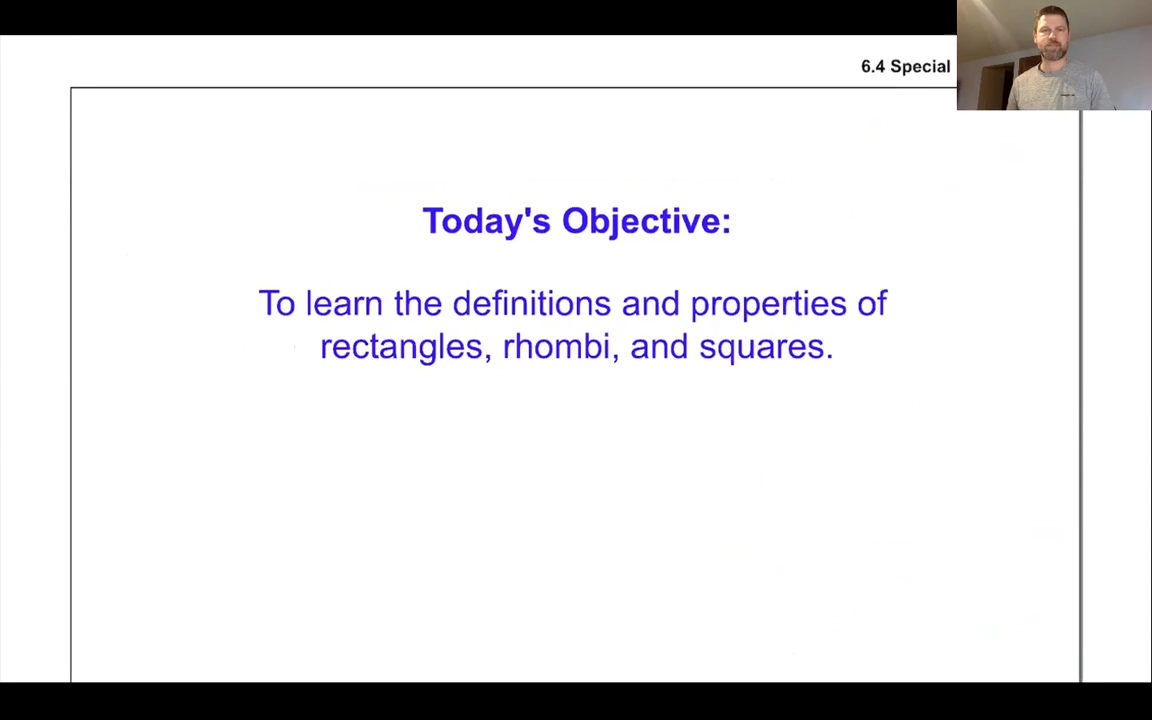 6.4 Special
Today's Objective:
To learn the definitions and properties of
rectangles, rhombi, and squares.